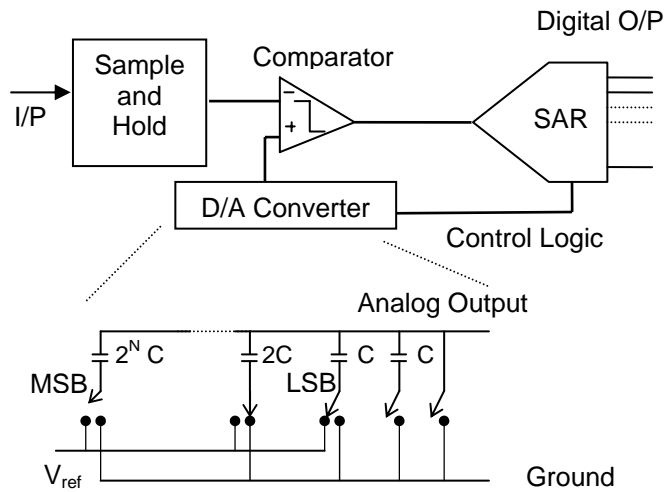 Digital O/P
Sample
and
Hold
Comparator
I/P
−
+
SAR
D/A Converter
Control Logic
Analog Output
2^N C
2C
C
C
MSB
LSB
V_ref
Ground